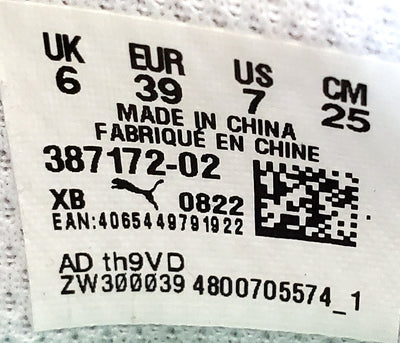 UK EUR US CM
6 39 7 25
MADE IN CHINA
FABRIQUÉ EN CHINE
387172-02
XB 0822
EAN:4065449791922
AD th9VD
ZW300039 4800705574_1